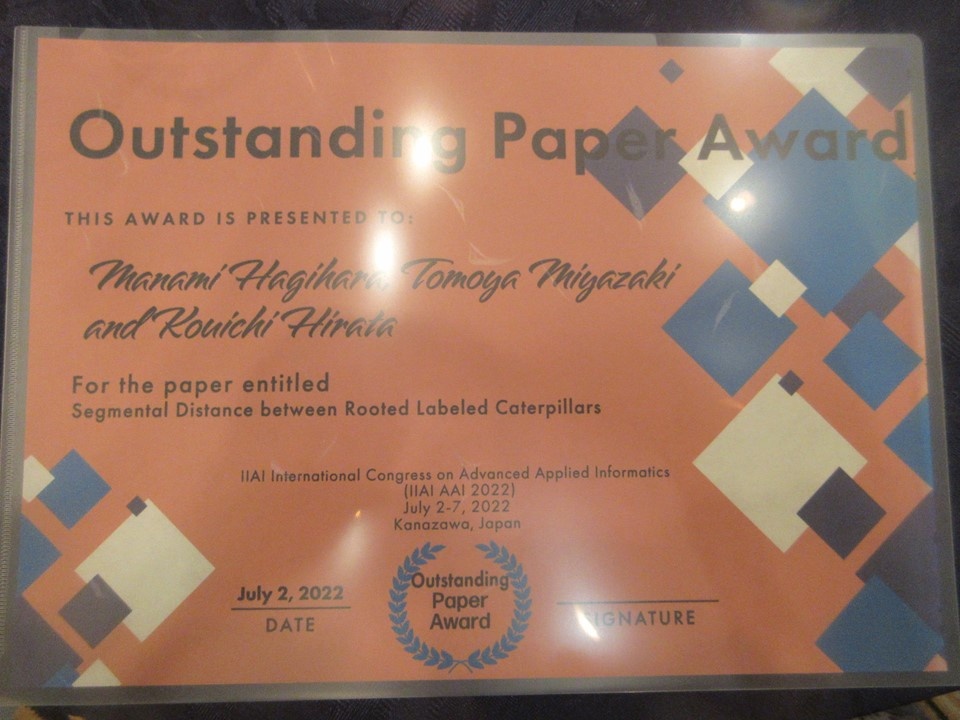 Outstanding Paper Award
THIS AWARD IS PRESENTED TO:
Manami Hagihara, Tomoya Miyazaki
and Kouichi Hirata
For the paper entitled
Segmental Distance between Rooted Labeled Caterpillars
IIAI International Congress on Advanced Applied Informatics
(IIAI AAI 2022)
July 2-7, 2022
Kanazawa, Japan
Outstanding
Paper
Award
July 2, 2022
DATE
SIGNATURE